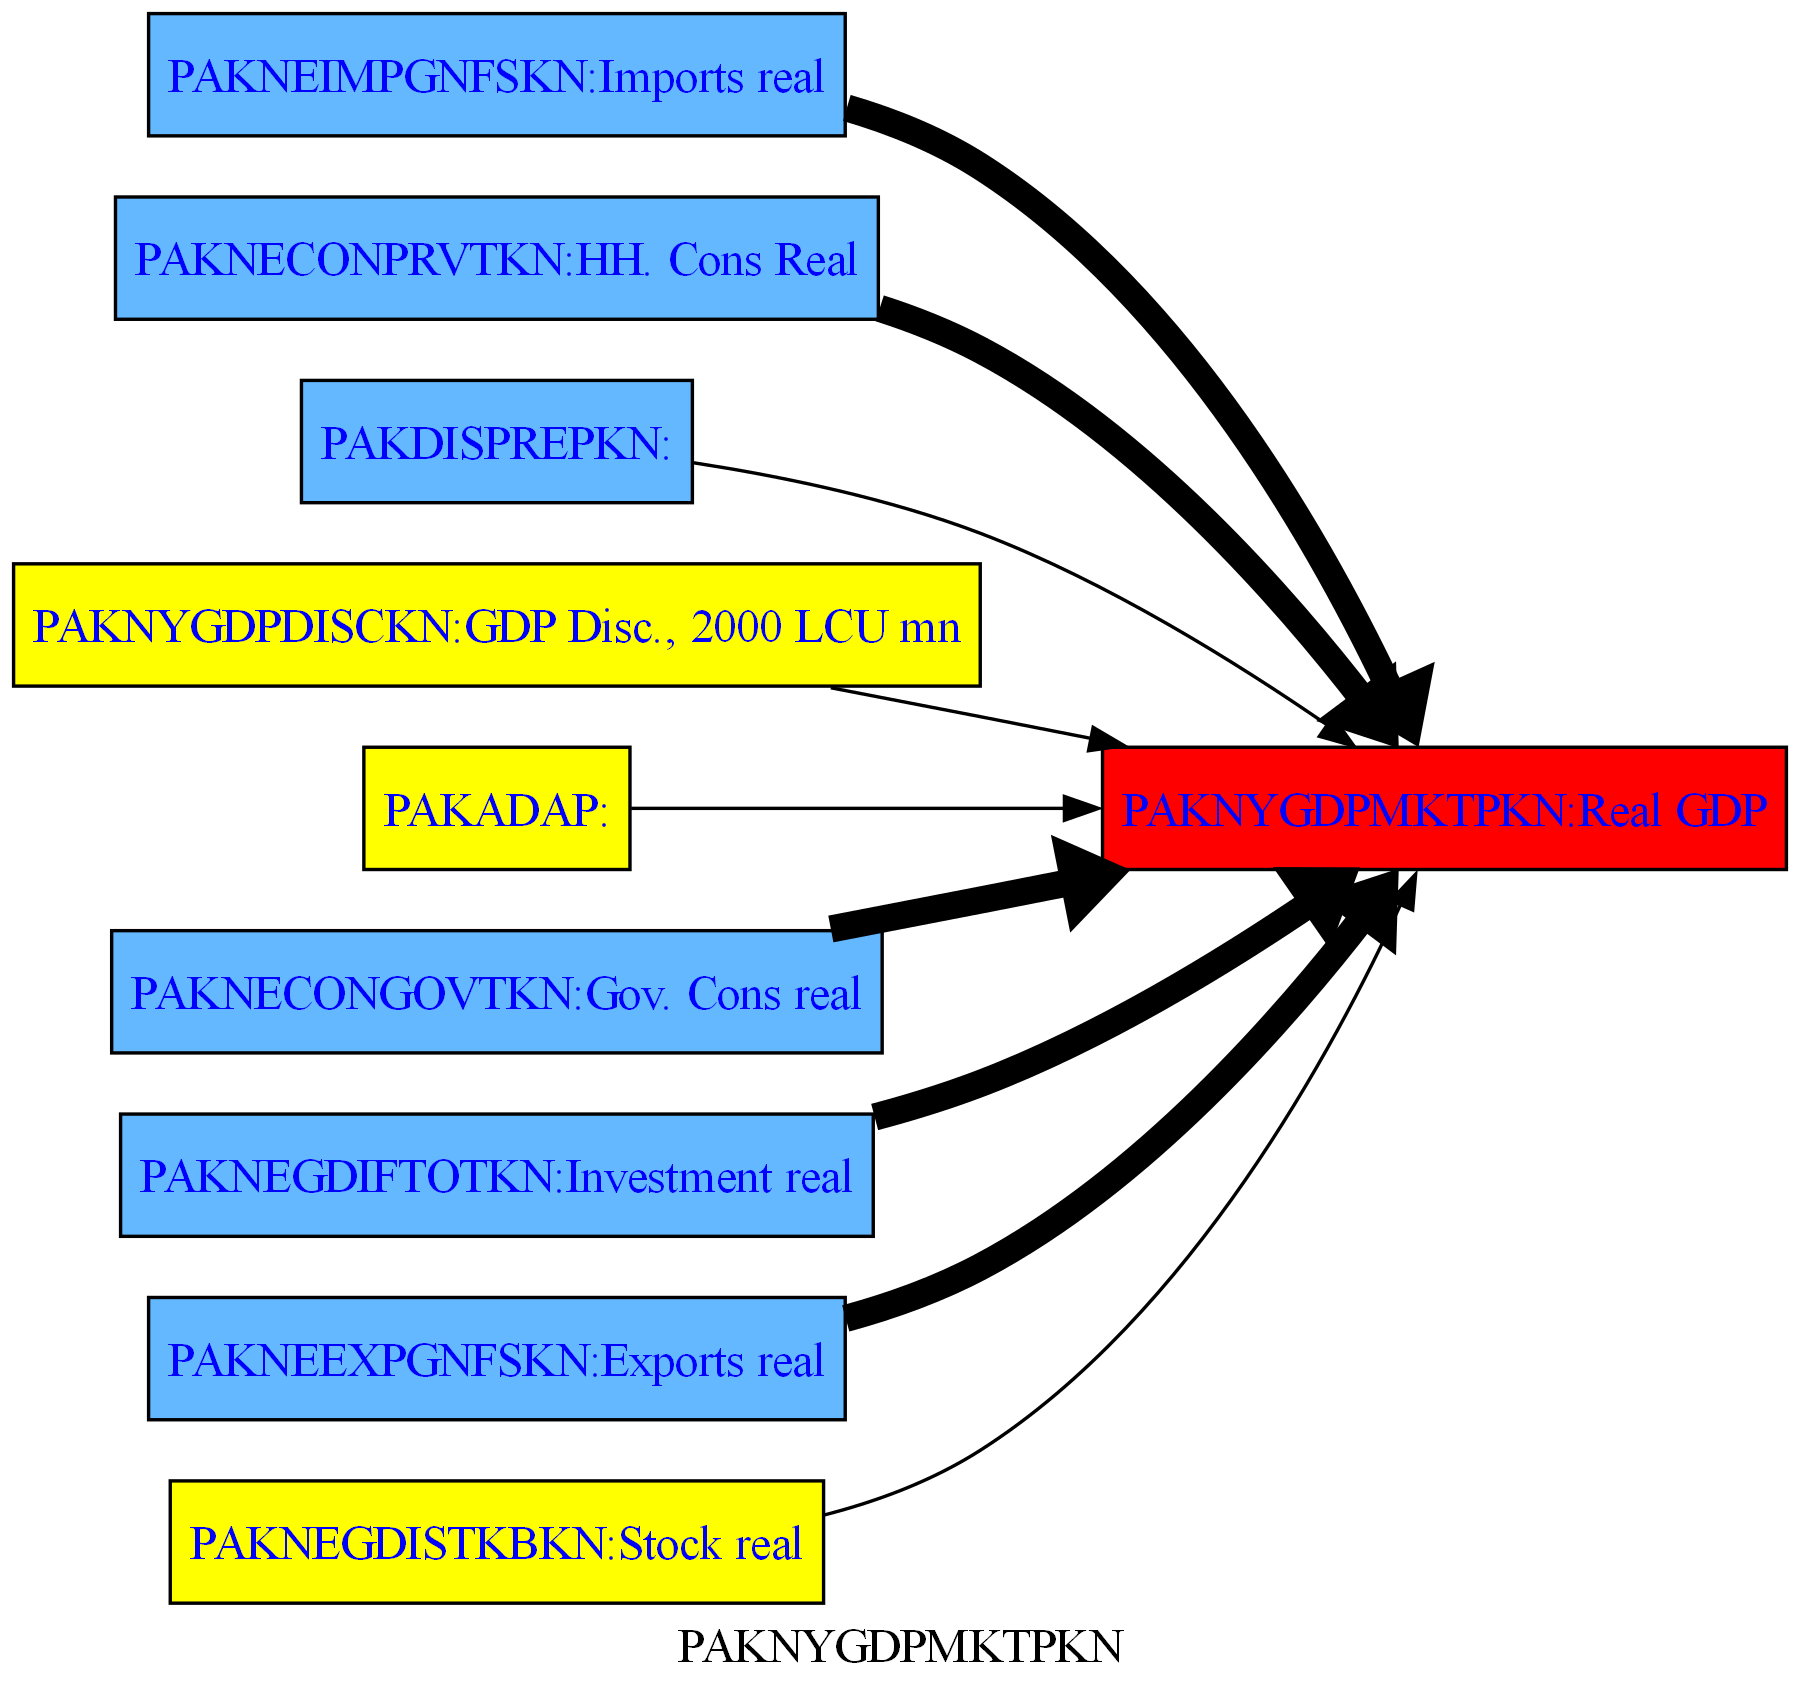 PAKNEIMPGNFSKN:Imports real
PAKNECONPRVTKN:HH. Cons Real
PAKDISPREPKN:
PAKNYGDPDISCKN:GDP Disc., 2000 LCU mn
PAKADAP:
PAKNYGDPMKTPKN:Real GDP
PAKNECONGOVTKN:Gov. Cons real
PAKNEGDIFTOTKN:Investment real
PAKNEEXPGNFSKN:Exports real
PAKNEGDISTKBKN:Stock real
PAKNYGDPMKTPKN